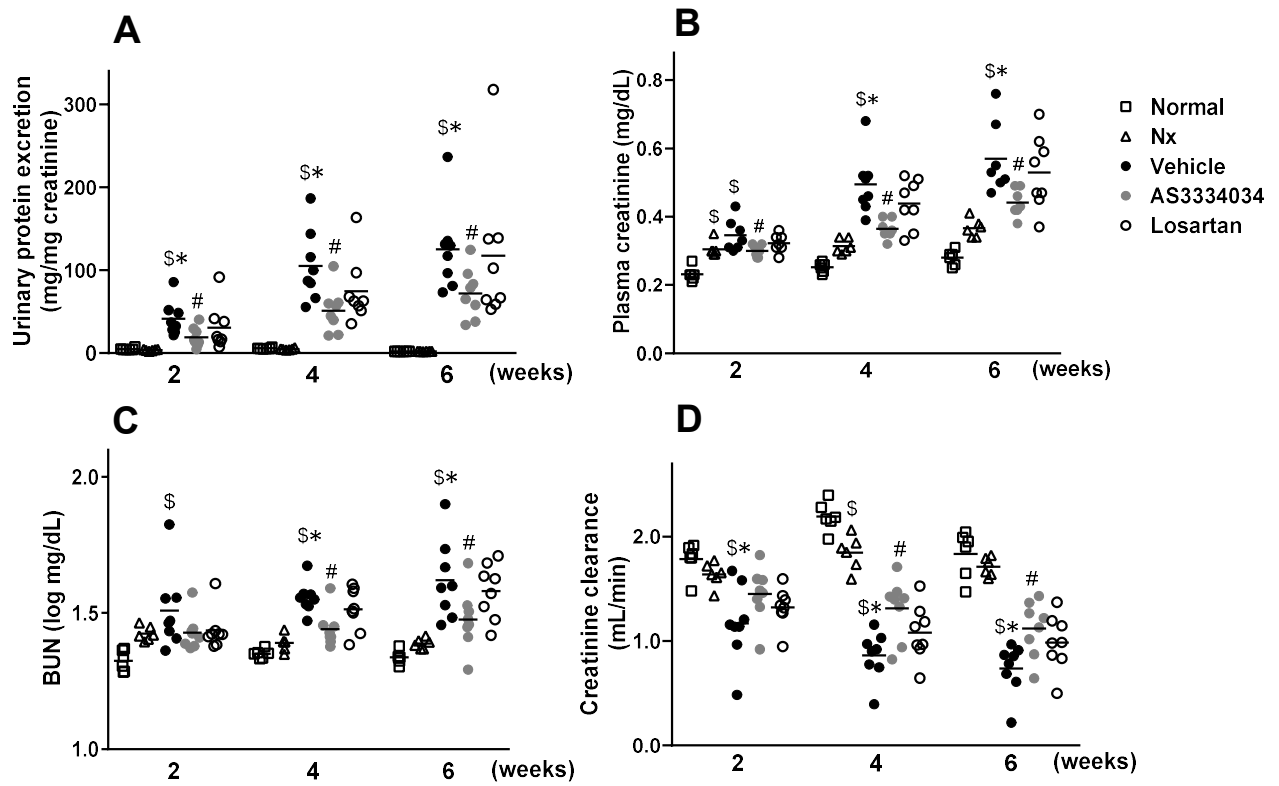 A
Urinary protein excretion
(mg/mg creatinine)
300
200
100
0
$*
#
$*
#
$*
#
2 4 6 (weeks)
B
Plasma creatinine (mg/dL)
0.8
0.6
0.4
0.2
0.0
$
$
#
$*
#
$*
#
2 4 6 (weeks)
Normal
Nx
Vehicle
AS3334034
Losartan
C
BUN (log mg/dL)
2.0
1.5
1.0
$
$*
#
$*
#
2 4 6 (weeks)
D
Creatinine clearance
(mL/min)
2.0
1.0
0.0
$*
$
$*
#
$*
#
2 4 6 (weeks)